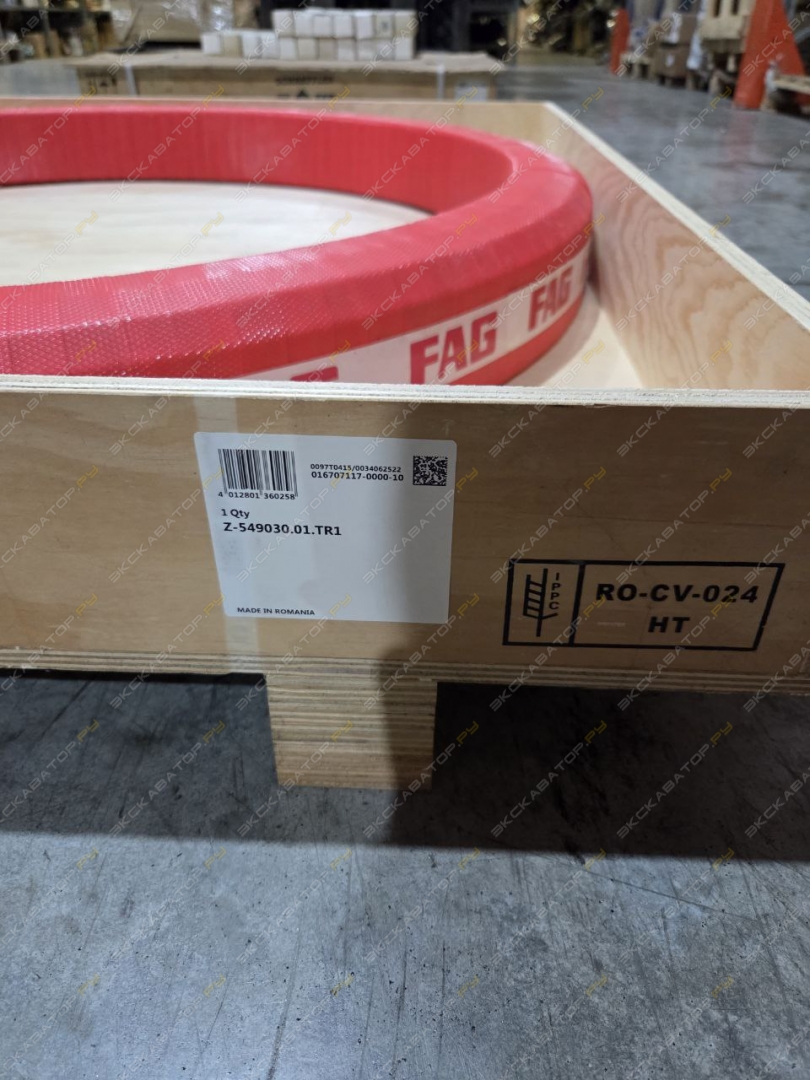 FAG
FAG
0097T0415/0034062522
016707117-0000-10
4 012801 360258
1 Qty
Z-549030.01.TR1
MADE IN ROMANIA
IPPC
RO-CV-024
HT
ЭКСКАВАТОР.РУ